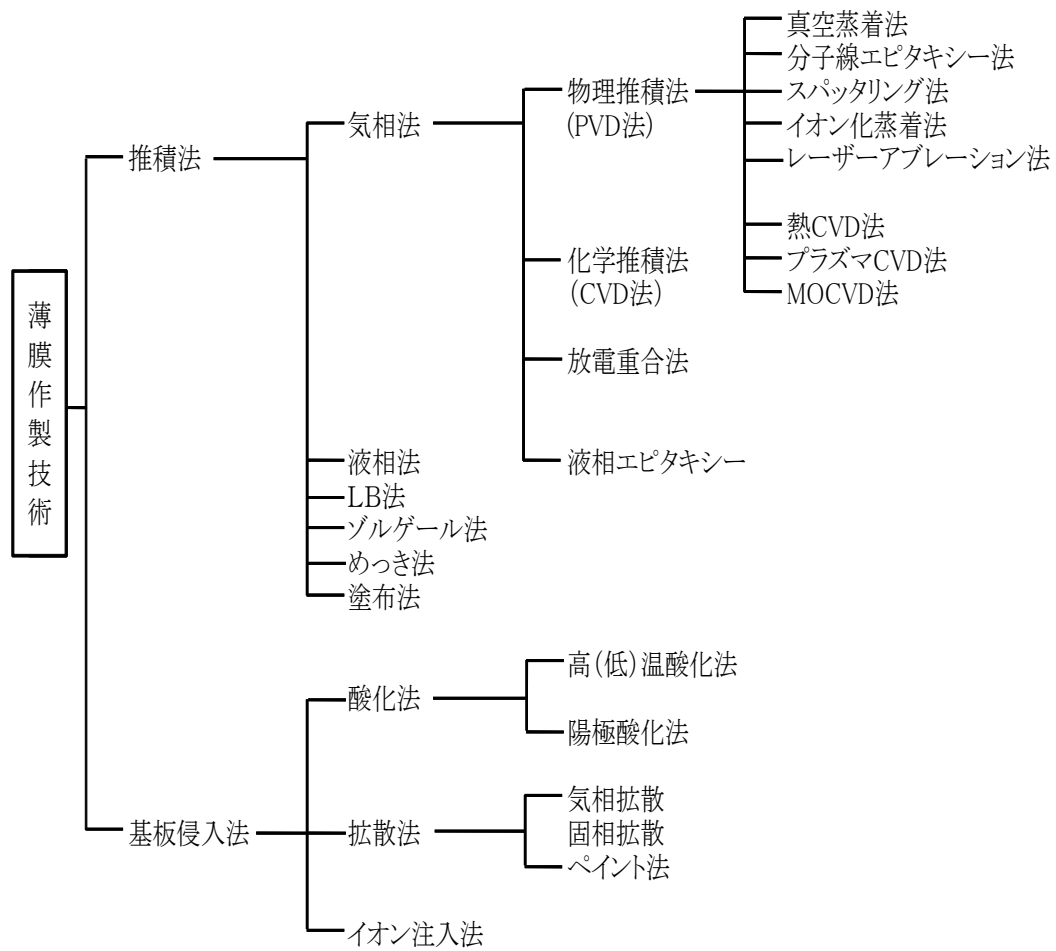 薄膜作製技術
推積法
気相法
物理推積法
(PVD法)
真空蒸着法
分子線エピタキシー法
スパッタリング法
イオン化蒸着法
レーザーアブレーション法
熱CVD法
プラズマCVD法
MOCVD法
化学推積法
(CVD法)
放電重合法
液相エピタキシー
液相法
LB法
ゾルゲール法
めっき法
塗布法
基板侵入法
酸化法
高(低)温酸化法
陽極酸化法
拡散法
気相拡散
固相拡散
ペイント法
イオン注入法